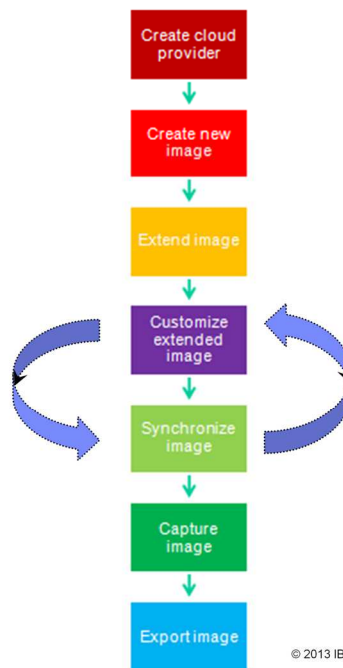 Create cloud
provider
Create new
image
Extend image
Customize
extended
image
Synchronize
image
Capture
image
Export image
© 2013 IB